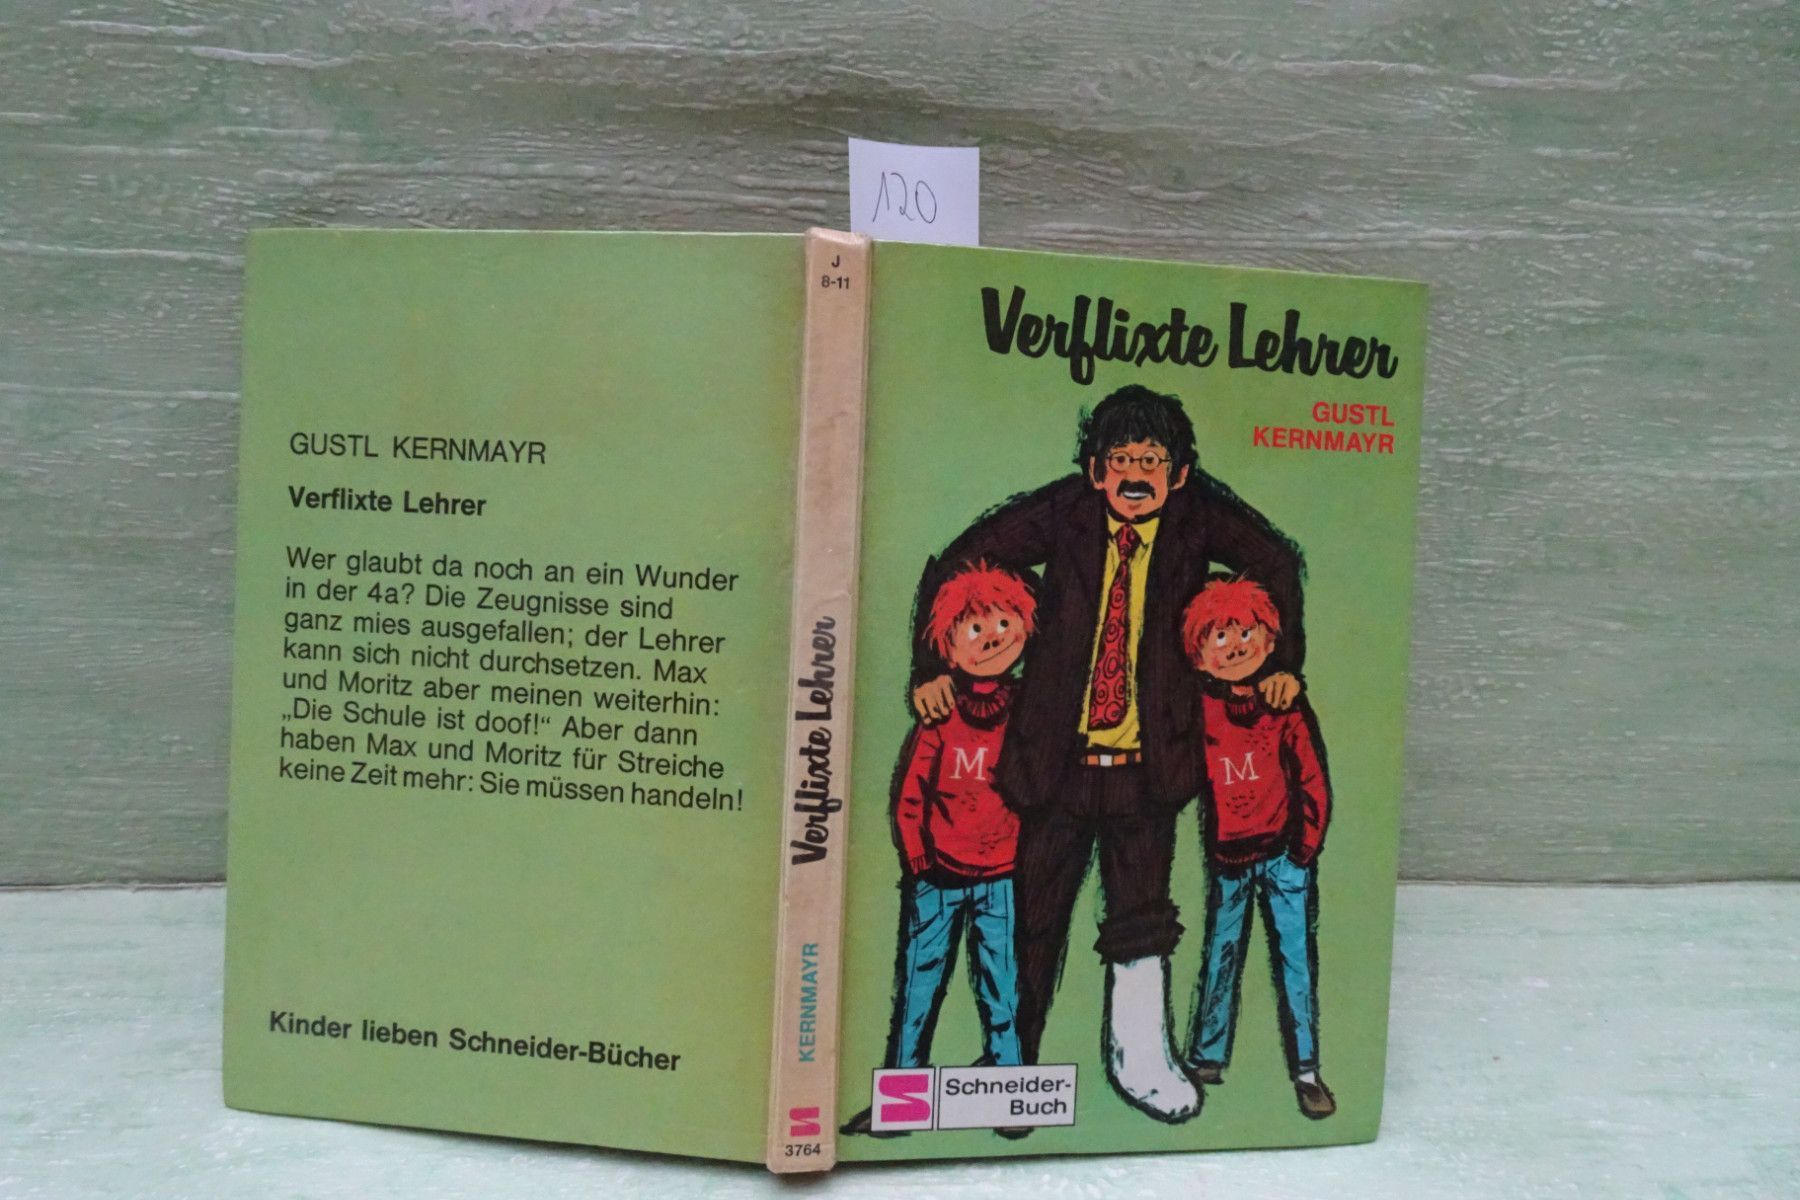 120
GUSTL KERNMAYR
Verflixte Lehrer
Wer glaubt da noch an ein Wunder
in der 4a? Die Zeugnisse sind
ganz mies ausgefallen; der Lehrer
kann sich nicht durchsetzen. Max
und Moritz aber meinen weiterhin:
„Die Schule ist doof!“ Aber dann
haben Max und Moritz für Streiche
keine Zeit mehr: Sie müssen handeln!
Kinder lieben Schneider-Bücher
J
8-11
Verflixte Lehrer
KERNMAYR
3764
Verflixte Lehrer
GUSTL
KERNMAYR
M
M
Schneider-
Buch